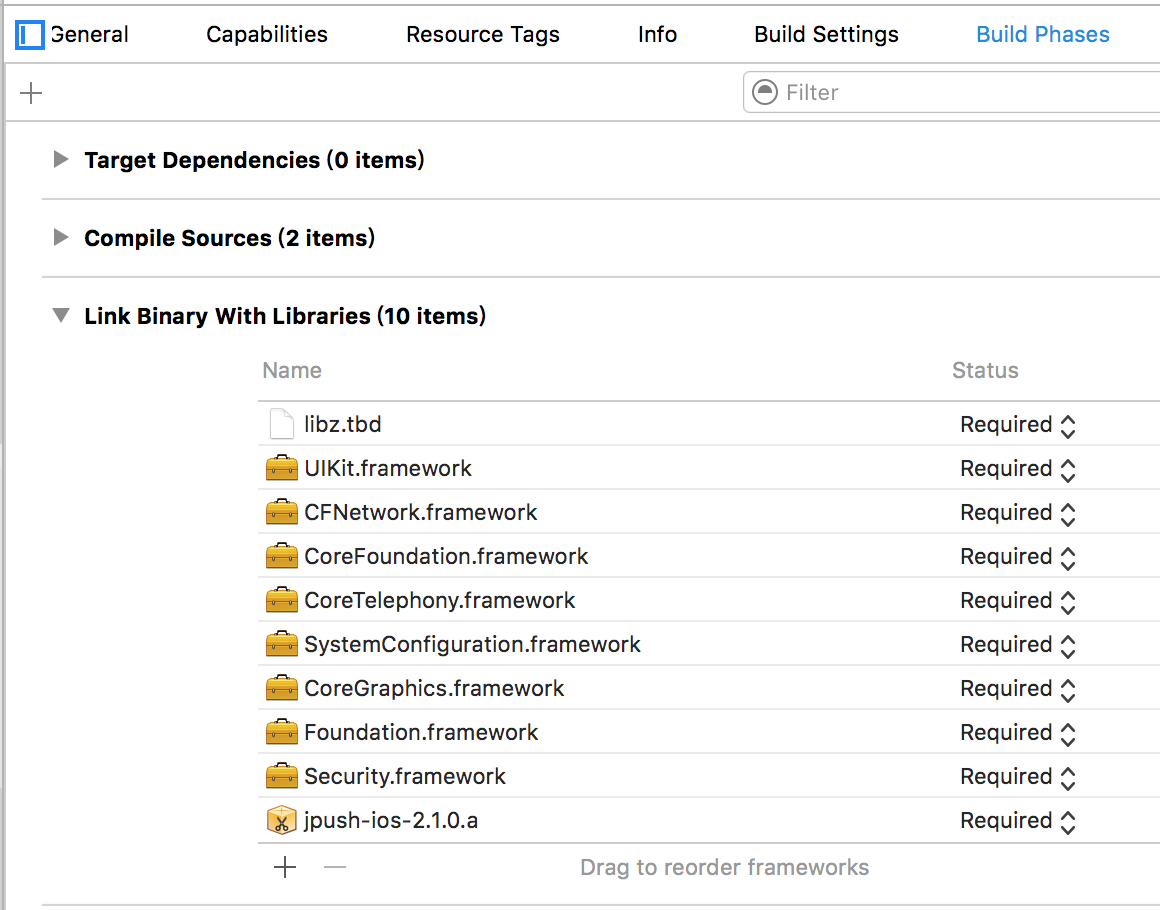 General Capabilities Resource Tags Info Build Settings Build Phases
Filter
Target Dependencies (0 items)
Compile Sources (2 items)
Link Binary With Libraries (10 items)
Name Status
libz.tbd Required
UIKit.framework Required
CFNetwork.framework Required
CoreFoundation.framework Required
CoreTelephony.framework Required
SystemConfiguration.framework Required
CoreGraphics.framework Required
Foundation.framework Required
Security.framework Required
jpush-ios-2.1.0.a Required
Drag to reorder frameworks